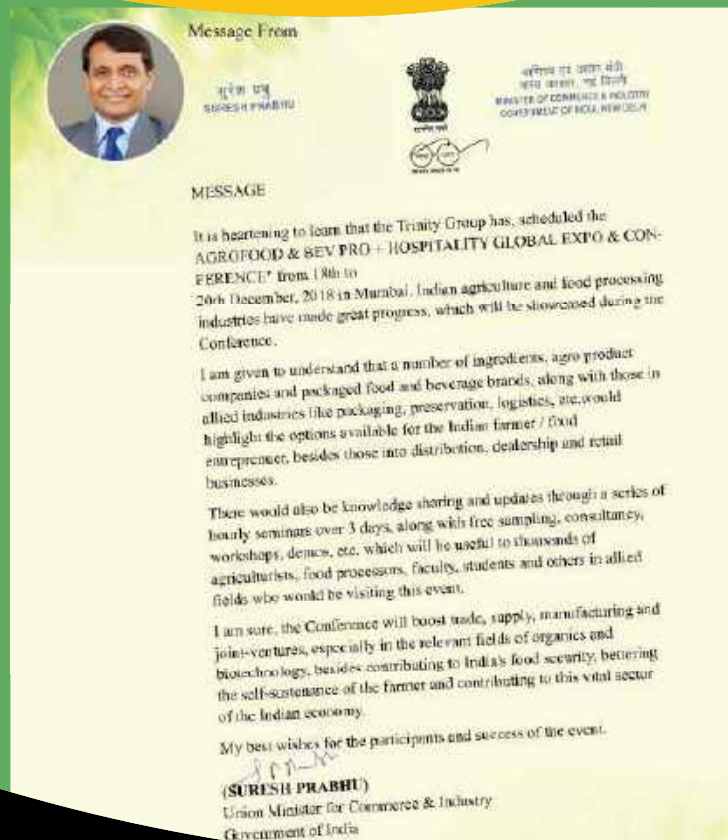 Message From
सुरेश प्रभु
SURESH PRABHU
वाणिज्य एवं उद्योग मंत्री
भारत सरकार, नई दिल्ली
MINISTER OF COMMERCE & INDUSTRY
GOVERNMENT OF INDIA, NEW DELHI
MESSAGE
It is heartening to learn that the Trinity Group has, scheduled the
AGROFOOD & BEV PRO + HOSPITALITY GLOBAL EXPO & CON-
FERENCE" from 18th to
20th December, 2018 in Mumbai. Indian agriculture and food processing
industries have made great progress, which will be showcased during the
Conference.
I am given to understand that a number of ingredients, agro product
companies and packaged food and beverage brands, along with those in
allied industries like packaging, preservation, logistics, etc.would
highlight the options available for the Indian farmer / food
entreprenuer, besides those into distribution, dealership and retail
businesses.
There would also be knowledge sharing and updates through a series of
hourly seminars over 3 days, along with free sampling, consultancy,
workshops, demos, etc. which will be useful to thousands of
agriculturists, food processors, faculty, students and others in allied
fields who would be visiting this event.
I am sure, the Conference will boost trade, supply, manufacturing and
joint-ventures, especially in the relevant fields of organics and
biotechnology, besides contributing to India's food security, bettering
the self-sustenance of the farmer and contributing to this vital sector
of the Indian economy.
My best wishes for the participants and success of the event.
(SURESH PRABHU)
Union Minister for Commerce & Industry
Government of India